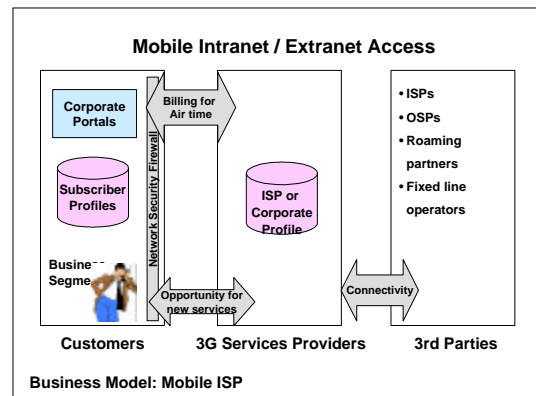 Mobile Intranet / Extranet Access
Corporate
Portals
Subscriber
Profiles
Business
Segme
Network Security Firewall
Billing for
Air time
ISP or
Corporate
Profile
Opportunity for
new services
Connectivity
• ISPs
• OSPs
• Roaming
partners
• Fixed line
operators
Customers
3G Services Providers
3rd Parties
Business Model: Mobile ISP